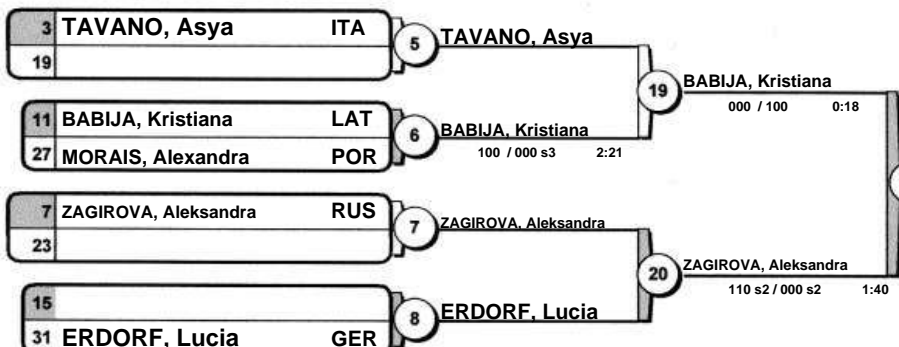 3 TAVANO, Asya ITA
19
5 TAVANO, Asya
11 BABIJA, Kristiana LAT
27 MORAIS, Alexandra POR
6 BABIJA, Kristiana
100 / 000 s3 2:21
19 BABIJA, Kristiana
000 / 100 0:18
7 ZAGIROVA, Aleksandra RUS
23
7 ZAGIROVA, Aleksandra
15
31 ERDORF, Lucia GER
8 ERDORF, Lucia
20 ZAGIROVA, Aleksandra
110 s2 / 000 s2 1:40